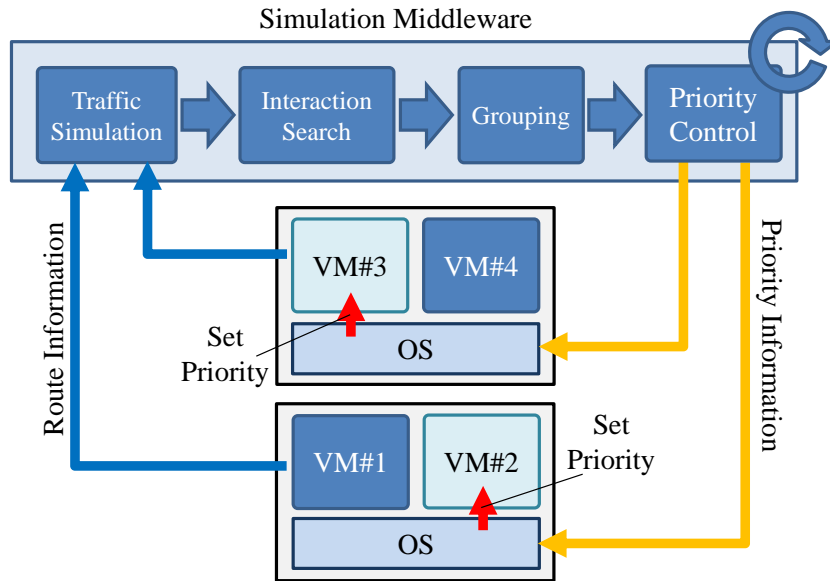 Simulation Middleware
Traffic
Simulation
Interaction
Search
Grouping
Priority
Control
Route Information
Priority Information
VM#3
VM#4
Set
Priority
OS
VM#1
VM#2
Set
Priority
OS